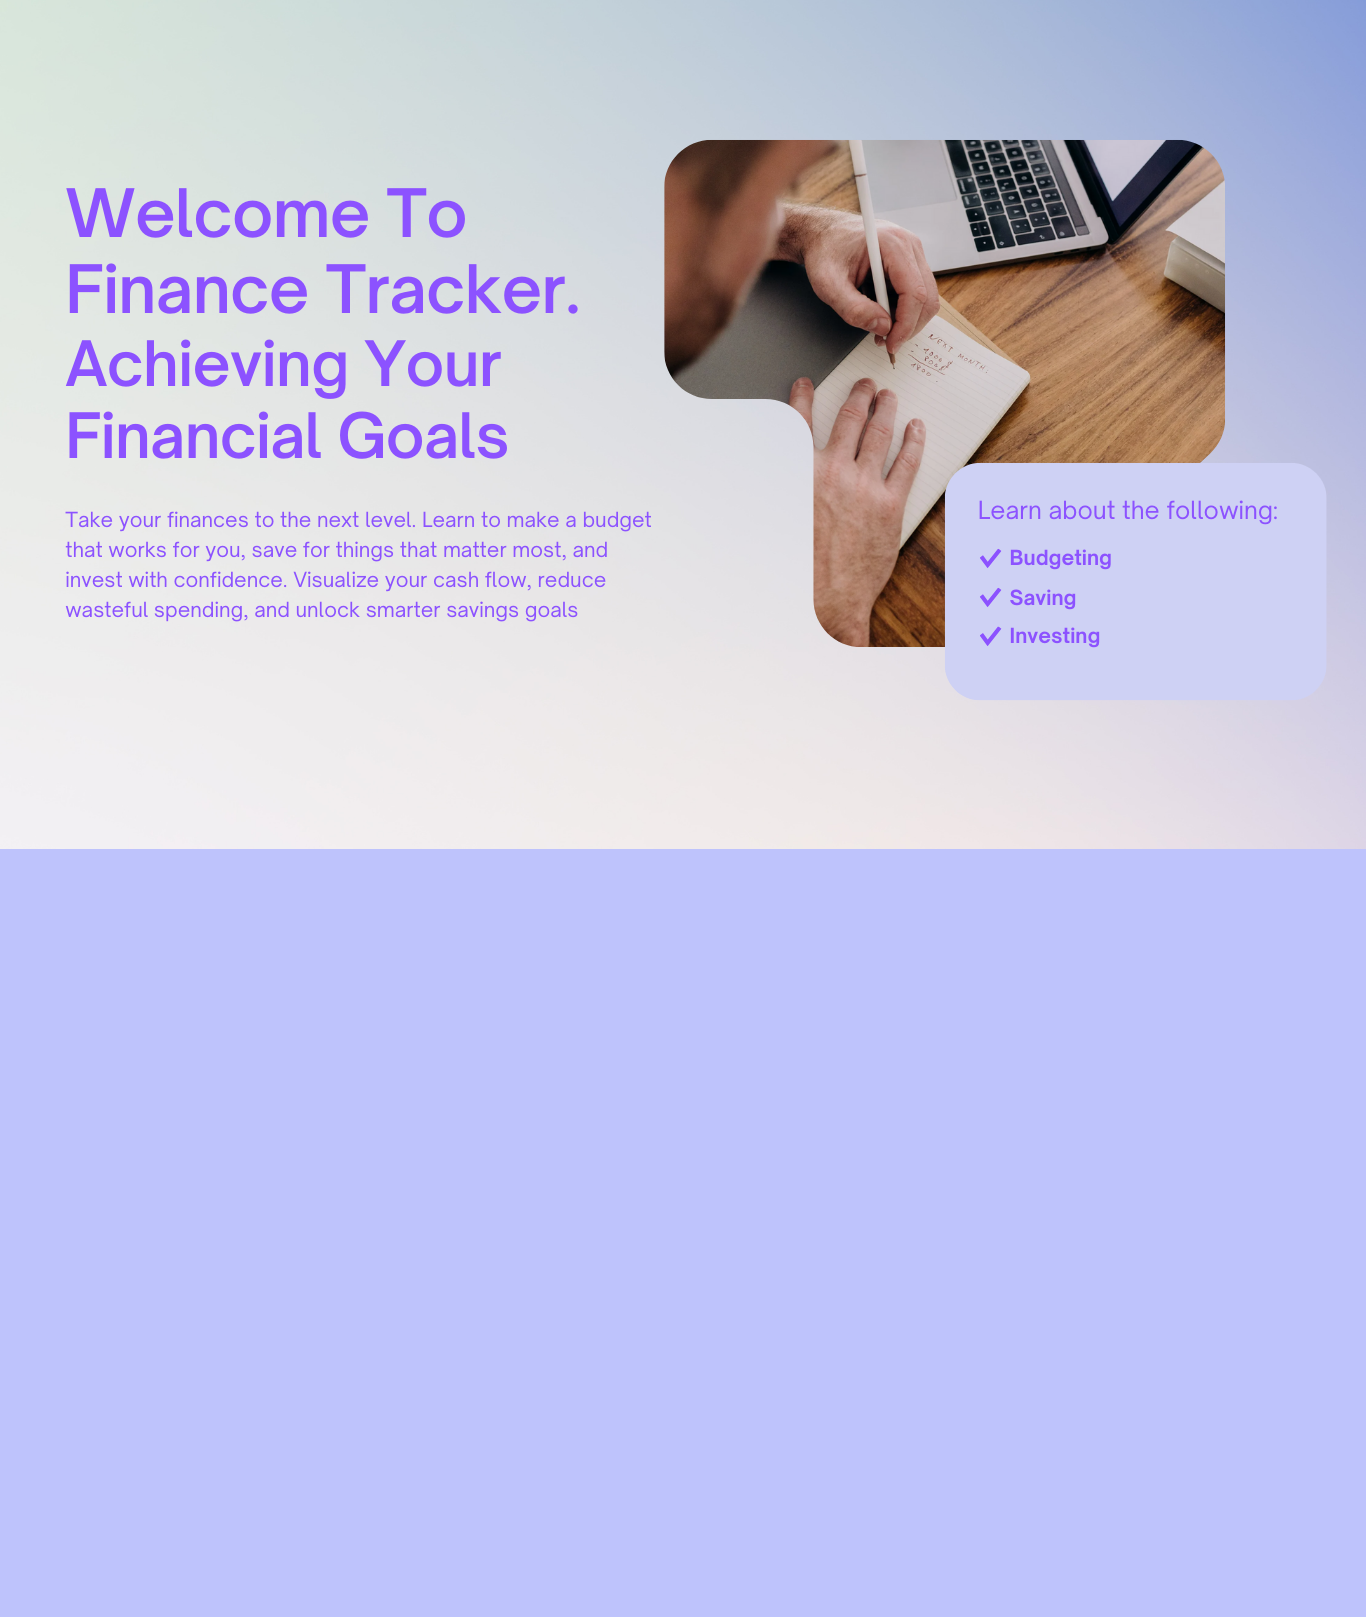 Welcome To
Finance Tracker.
Achieving Your
Financial Goals
Take your finances to the next level. Learn to make a budget
that works for you, save for things that matter most, and
invest with confidence. Visualize your cash flow, reduce
wasteful spending, and unlock smarter savings goals
NEXT MONTH
Learn about the following:
Budgeting
Saving
Investing